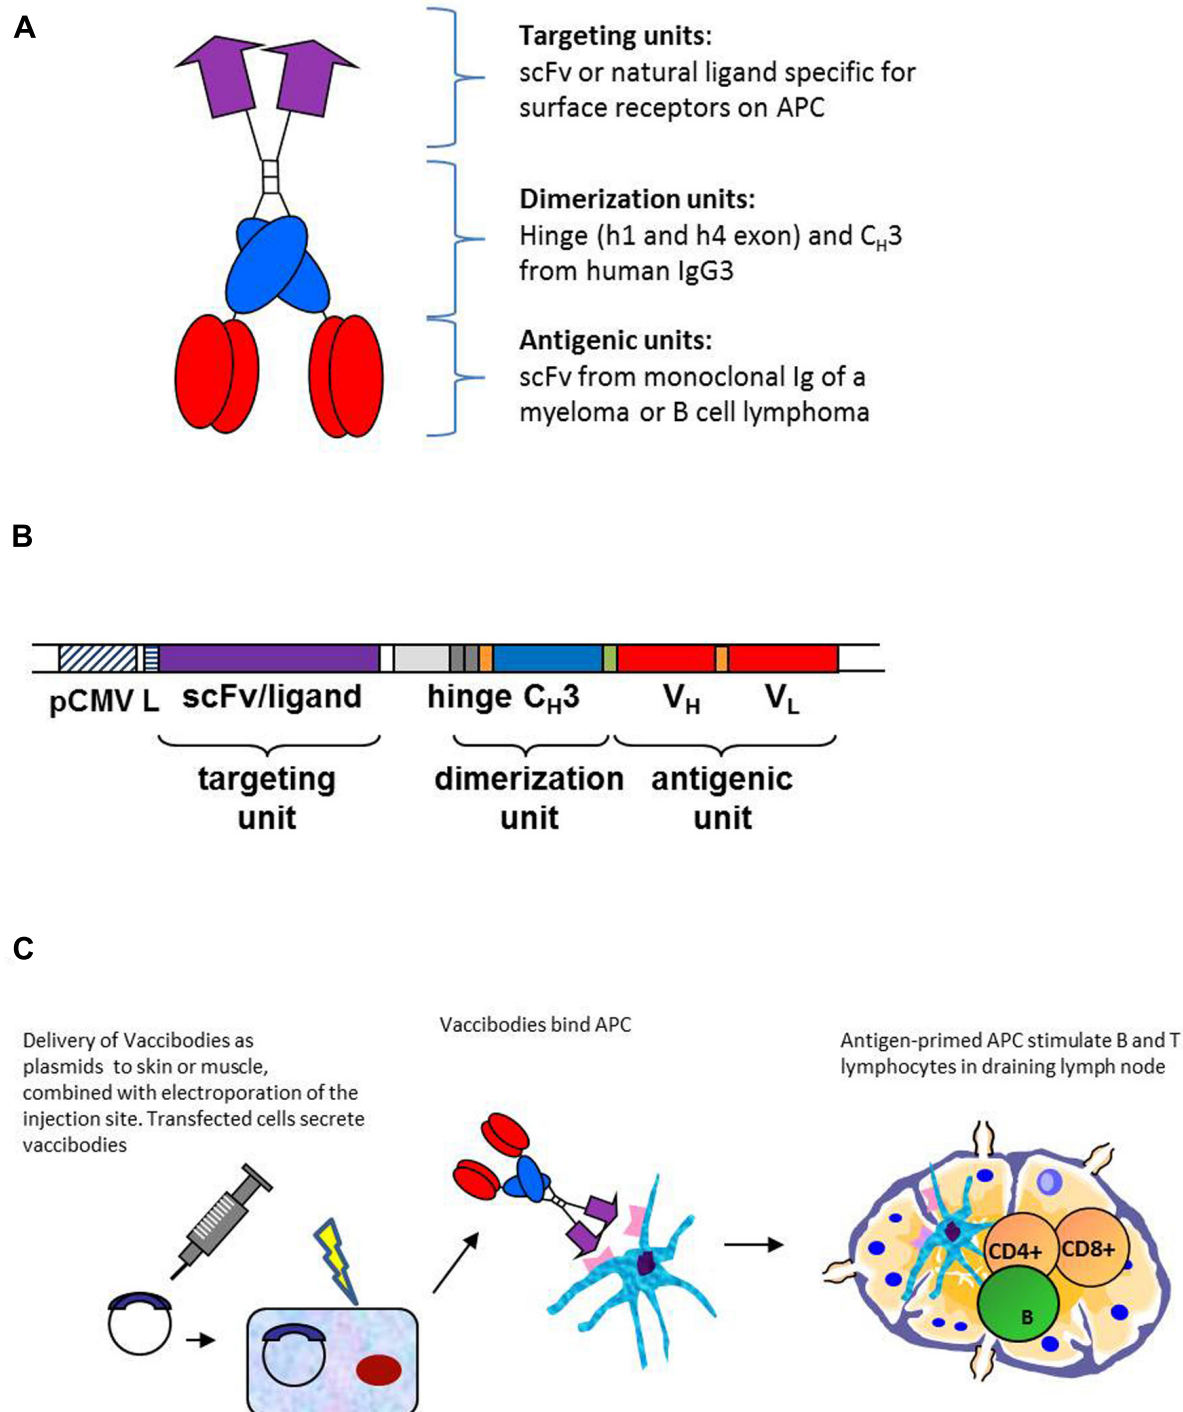 A
Targeting units:
scFv or natural ligand specific for
surface receptors on APC
Dimerization units:
Hinge (h1 and h4 exon) and CH3
from human IgG3
Antigenic units:
scFv from monoclonal Ig of a
myeloma or B cell lymphoma
B
pCMV L scFv/ligand hinge CH3 VH VL
targeting unit
dimerization unit
antigenic unit
C
Delivery of Vaccibodies as
plasmids to skin or muscle,
combined with electroporation of the
injection site. Transfected cells secrete
vaccibodies
Vaccibodies bind APC
Antigen-primed APC stimulate B and T
lymphocytes in draining lymph node
CD4+ CD8+
B